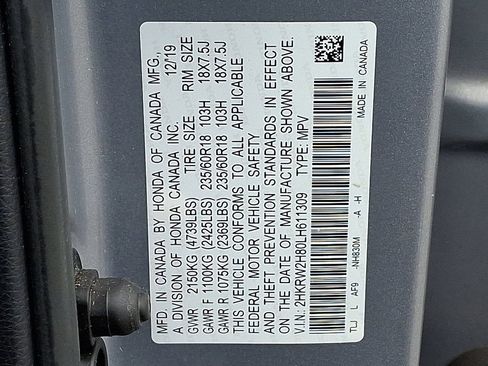 MFD. IN CANADA BY HONDA OF CANADA MFG.,
A DIVISION OF HONDA CANADA INC. 12/19
GVWR 2150KG (4739LBS) TIRE SIZE RIM SIZE
GAWR F 1100KG (2425LBS) 235/60R18 103H 18X7.5J
GAWR R 1075KG (2369LBS) 235/60R18 103H 18X7.5J
THIS VEHICLE CONFORMS TO ALL APPLICABLE
FEDERAL MOTOR VEHICLE SAFETY
AND THEFT PREVENTION STANDARDS IN EFFECT
ON THE DATE OF MANUFACTURE SHOWN ABOVE.
V.I.N.: 2HKRW2H80LH611309 TYPE: MPV
TLJ L AF9 -NH830M -A -H
MADE IN CANADA